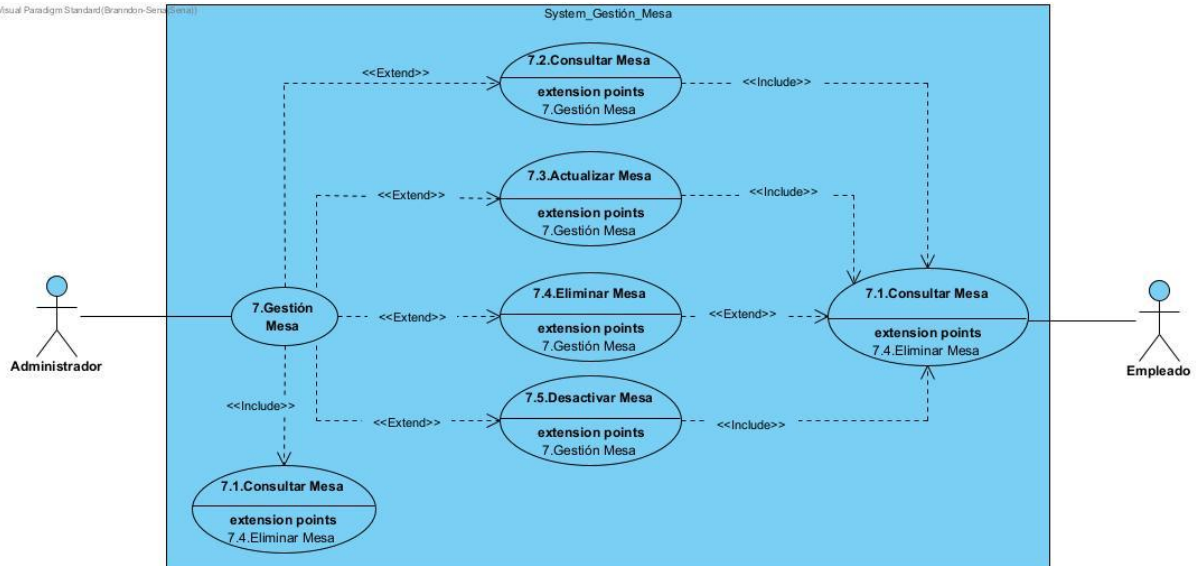 Visual Paradigm Standard(Branndon-Sena(Sena))
System_Gestión_Mesa
7.2.Consultar Mesa
extension points
7.Gestión Mesa
<<Extend>>
<<Include>>
7.3.Actualizar Mesa
extension points
7.Gestión Mesa
<<Extend>>
<<Include>>
7.4.Eliminar Mesa
extension points
7.Gestión Mesa
<<Extend>>
<<Extend>>
7.Gestión
Mesa
7.1.Consultar Mesa
extension points
7.4.Eliminar Mesa
Administrador
Empleado
7.5.Desactivar Mesa
extension points
7.Gestión Mesa
<<Extend>>
<<Include>>
<<Include>>
7.1.Consultar Mesa
extension points
7.4.Eliminar Mesa